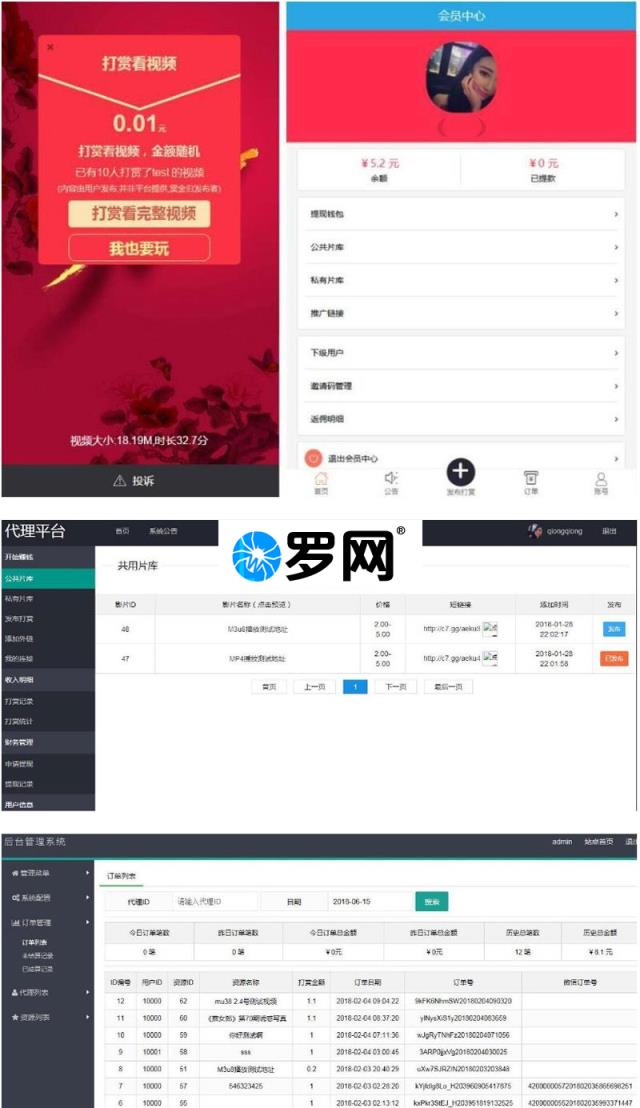 打赏看视频
0.01元
打赏看视频，金额随机
已有10人打赏了test的视频
(内容由用户发布,并非平台提供,赏金归发布者)
打赏看完整视频
我也要玩
视频大小:18.19M,时长32.7分
投诉
会员中心
￥5.2 元 ￥0 元
余额 已提款
提现钱包
公共片库
私有片库
推广链接
下级用户
邀请码管理
返佣明细
退出会员中心
首页 公告 发布打赏 订单 账号
代理平台 首页 系统公告 qiongqiong 退出
罗网®
开始赚钱
公共片库
私有片库
发布打赏
添加外链
我的连接
收入明细
打赏记录
打赏统计
财务管理
申请提现
提现记录
用户信息
共用片库
影片ID 影片名称（点击预览） 价格 短链接 添加时间 发布
48 M3u8播放测试地址 2.00-5.00 http://c7.gg/aeku3 2018-01-28 22:02:17 发布
47 MP4播放测试地址 2.00-5.00 http://c7.gg/aeku4 2018-01-28 22:01:58 已发布
首页 上一页 1 下一页 最后一页
后台管理系统 admin 站点首页 退出
管理菜单
系统配置
订单管理
订单列表
未结算记录
已结算记录
代理列表
资源列表
订单列表
代理ID 请输入代理ID 日期 2018-06-15 搜索
今日订单笔数 昨日订单笔数 今日订单总金额 昨日订单总金额 历史总笔数 历史总金额
0 笔 0 笔 ￥0元 ￥0元 12 笔 ￥8.1 元
ID编号 用户ID 资源ID 资源名称 打赏金额 订单日期 订单号 微信订单号
12 10000 62 mu38 2.4号测试视频 1.1 2018-02-04 09:04:22 9kFK6NhmSW20180204090320
11 10000 60 1.1 2018-02-04 08:37:20 yINysXiS1y20180204083659
10 10000 59 你好测试啊 1 2018-02-04 07:11:36 wJgRyTNhFz20180204071056
9 10001 58 sss 1 2018-02-04 03:00:45 3ARP0jjxVg20180204030025
8 10000 51 M3u8播放测试地址 0.2 2018-02-03 20:40:29 uXw7SJRZIN20180203203848
7 10000 57 546323425 1 2018-02-03 02:28:20
6 10000 55 1 2018-02-03 02:13:12